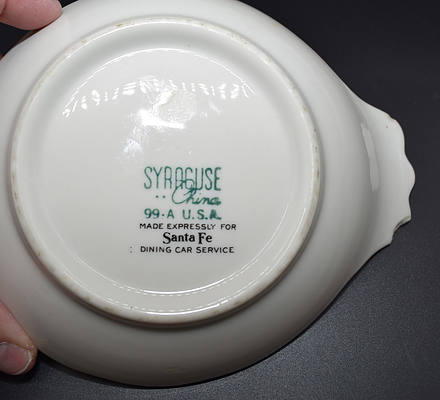 SYRACUSE
China
99-A U.S.A.
MADE EXPRESSLY FOR
Santa Fe
DINING CAR SERVICE